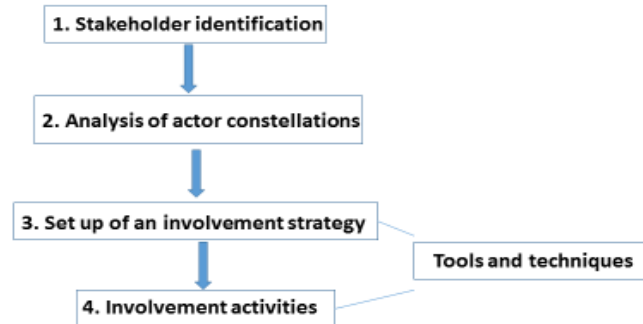 1. Stakeholder identification
2. Analysis of actor constellations
3. Set up of an involvement strategy
Tools and techniques
4. Involvement activities